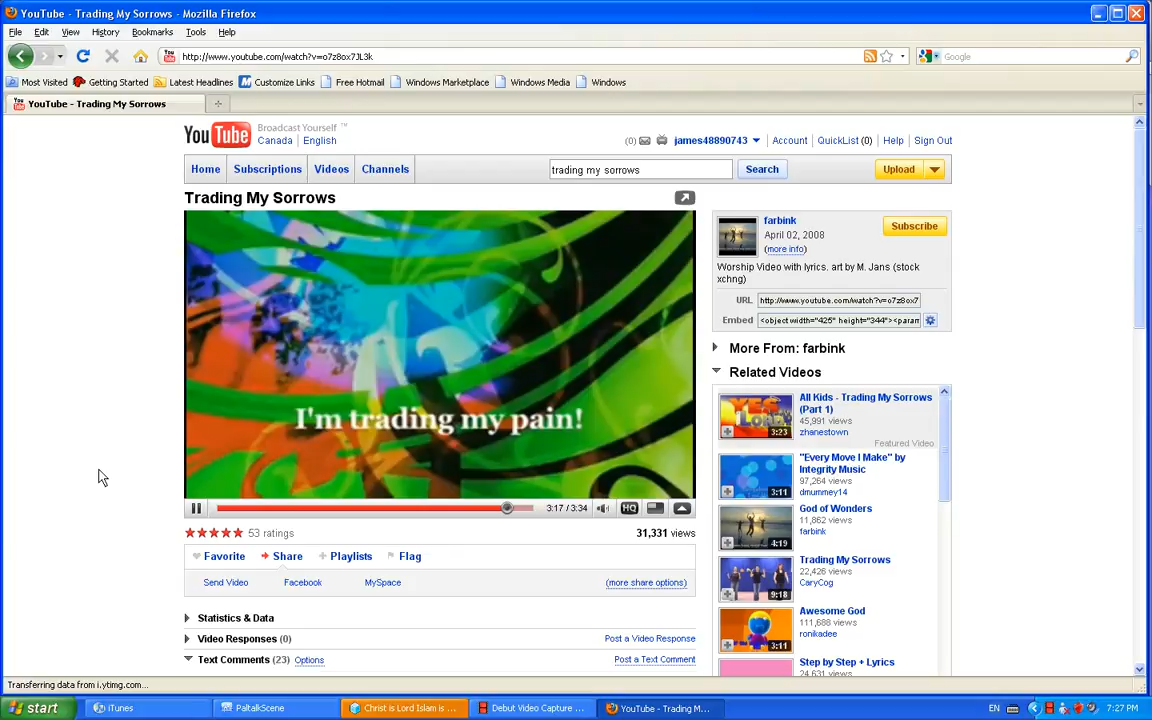 YouTube - Trading My Sorrows - Mozilla Firefox
File Edit View History Bookmarks Tools Help
http://www.youtube.com/watch?v=o7z8ox7JL3k
Google
Most Visited Getting Started Latest Headlines Customize Links Free Hotmail Windows Marketplace Windows Media Windows
YouTube - Trading My Sorrows
YouTube Broadcast Yourself ™
Canada English
(0) james48890743 Account QuickList (0) Help Sign Out
Home Subscriptions Videos Channels
trading my sorrows Search Upload
Trading My Sorrows
I'm trading my pain!
3:17 / 3:34 HQ
53 ratings 31,331 views
Favorite Share Playlists Flag
Send Video Facebook MySpace (more share options)
Statistics & Data
Video Responses (0) Post a Video Response
Text Comments (23) Options Post a Text Comment
farbink
April 02, 2008
(more info)
Subscribe
Worship Video with lyrics. art by M. Jans (stock
xchng)
URL http://www.youtube.com/watch?v=o7z8ox7
Embed <object width="425" height="344"><param
More From: farbink
Related Videos
YES LORD!
3:23
All Kids - Trading My Sorrows
(Part 1)
45,991 views
zhanestown
Featured Video
3:11
"Every Move I Make" by
Integrity Music
97,264 views
dmummey14
4:19
God of Wonders
11,862 views
farbink
9:18
Trading My Sorrows
22,426 views
CaryCog
3:11
Awesome God
111,688 views
ronikadee
Step by Step + Lyrics
24,631 views
Transferring data from i.ytimg.com...
start iTunes PaltalkScene Christ is Lord Islam is ... Debut Video Capture ... YouTube - Trading M... EN 7:27 PM